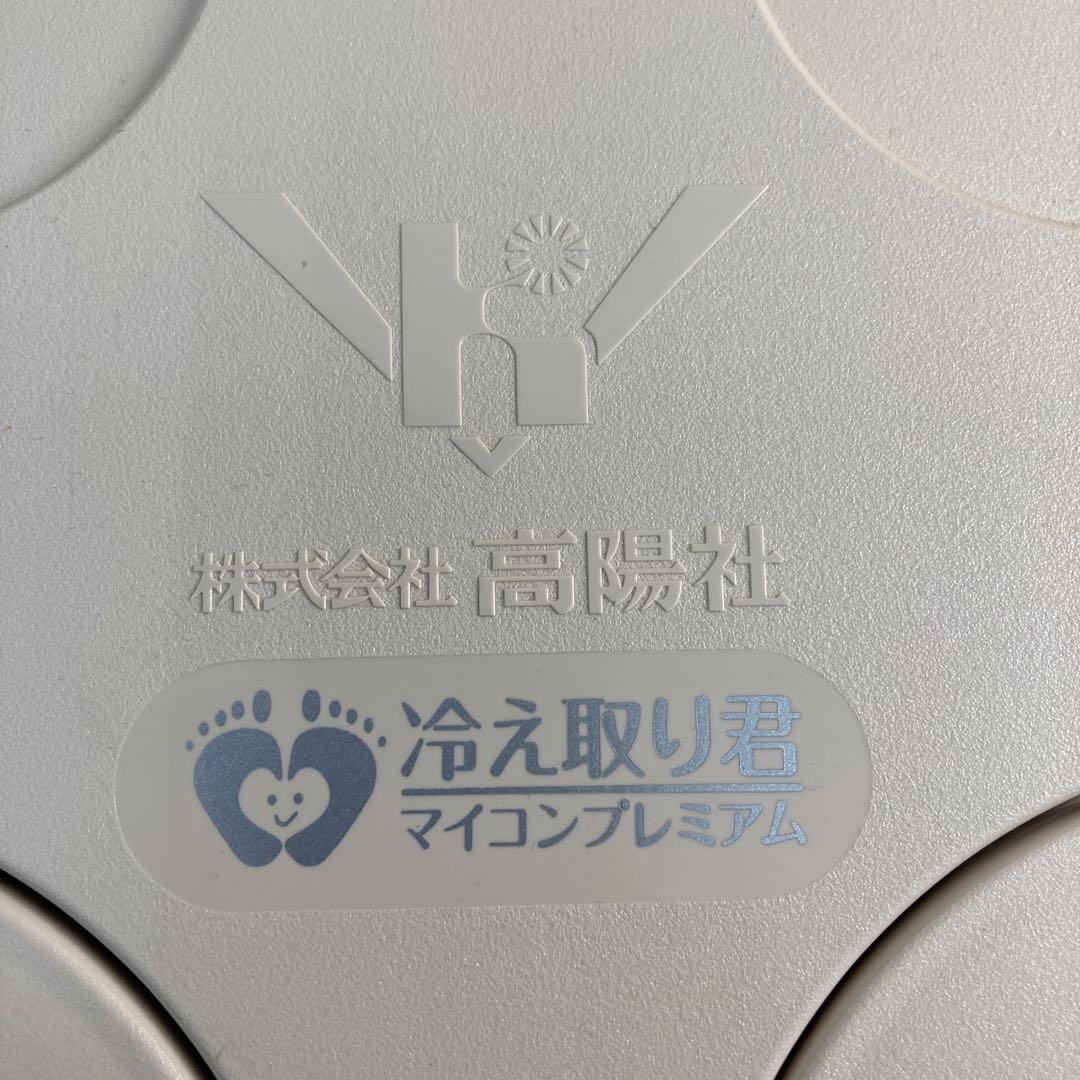 株式会社 高陽社
冷え取り君
マイコンプレミアム